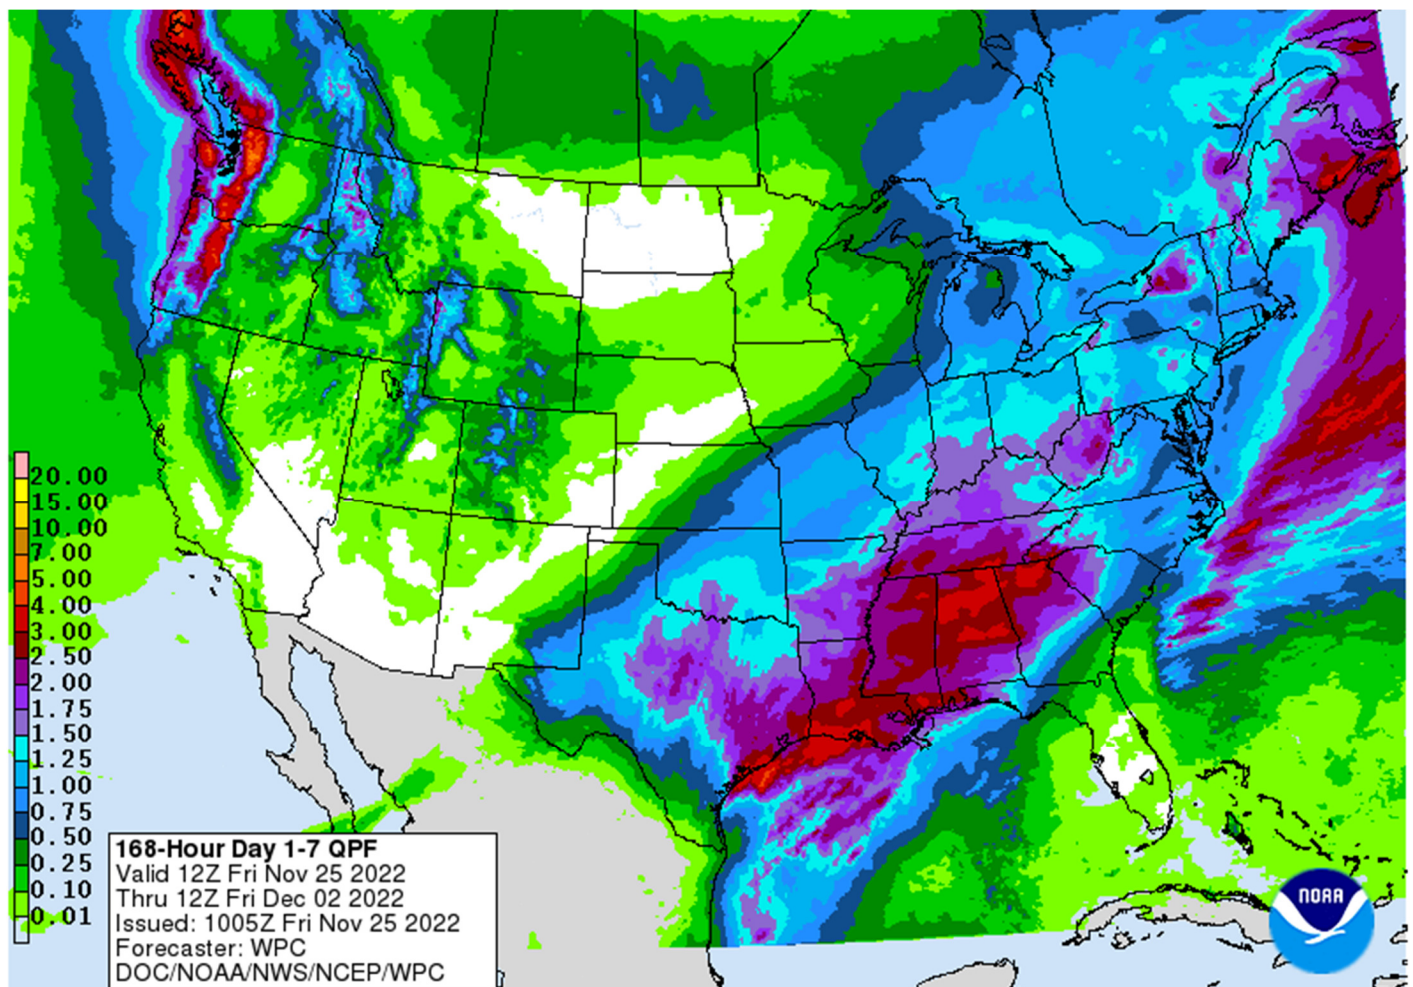 20.00
15.00
10.00
7.00
5.00
4.00
3.00
2.50
2.00
1.75
1.50
1.25
1.00
0.75
0.50
0.25
0.10
0.01
168-Hour Day 1-7 QPF
Valid 12Z Fri Nov 25 2022
Thru 12Z Fri Dec 02 2022
Issued: 1005Z Fri Nov 25 2022
Forecaster: WPC
DOC/NOAA/NWS/NCEP/WPC
NOAA